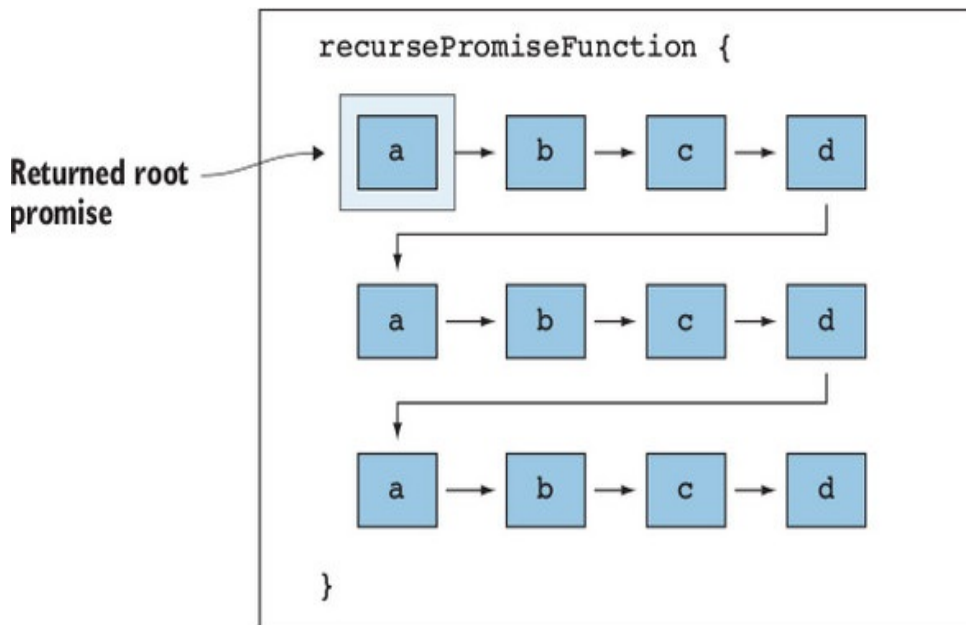 recursePromiseFunction {
a b c d
Returned root
promise
a b c d
a b c d
}